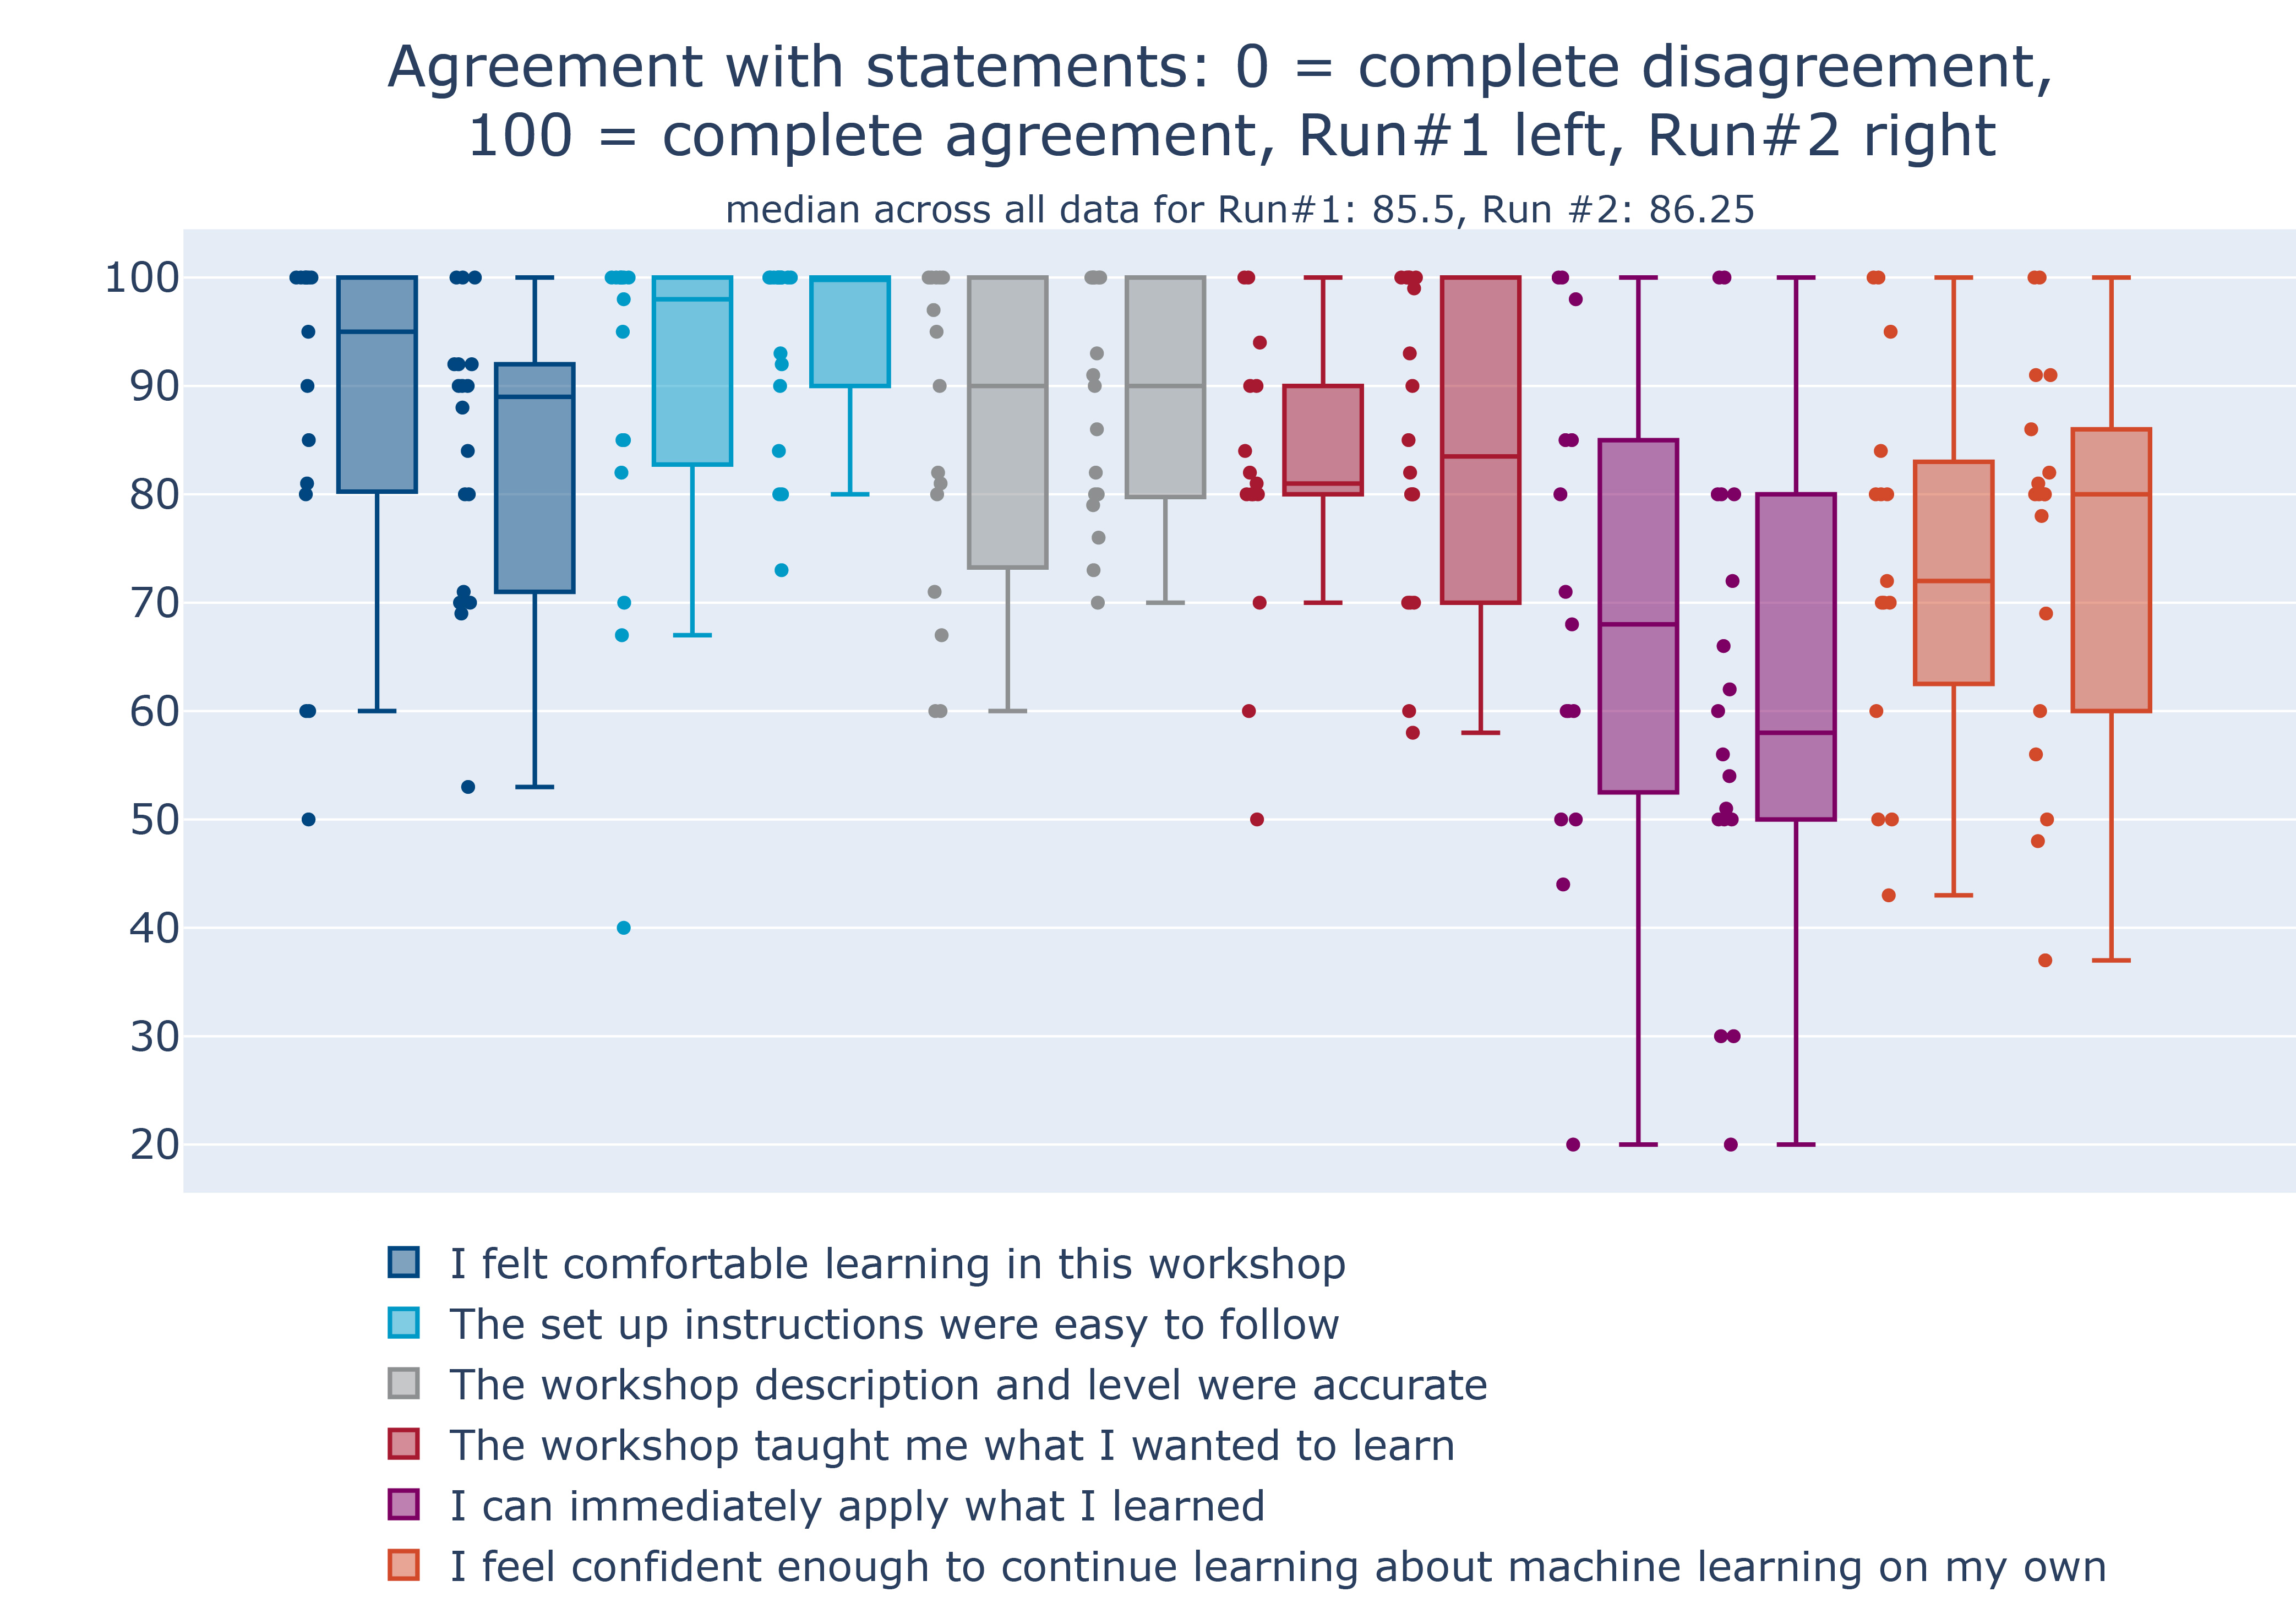 Agreement with statements: 0 = complete disagreement,
100 = complete agreement, Run#1 left, Run#2 right
median across all data for Run#1: 85.5, Run #2: 86.25
100
90
80
70
60
50
40
30
20
I felt comfortable learning in this workshop
The set up instructions were easy to follow
The workshop description and level were accurate
The workshop taught me what I wanted to learn
I can immediately apply what I learned
I feel confident enough to continue learning about machine learning on my own